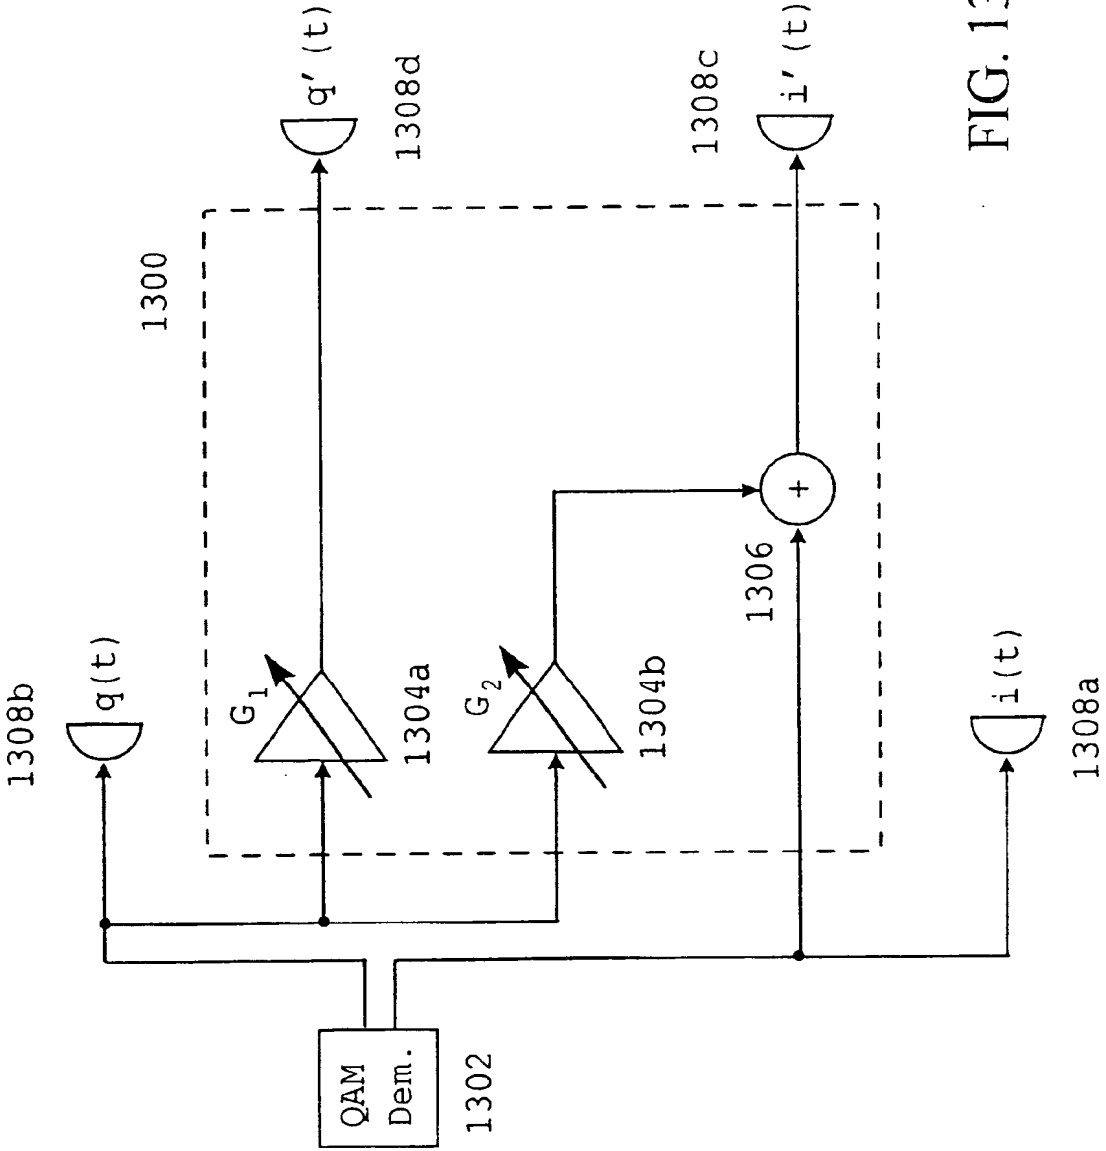 1308b
q(t)
1300
q'(t)
1308d
G1
1304a
G2
1304b
QAM
Dem.
1302
1306
+
i'(t)
1308c
i(t)
1308a
FIG. 13